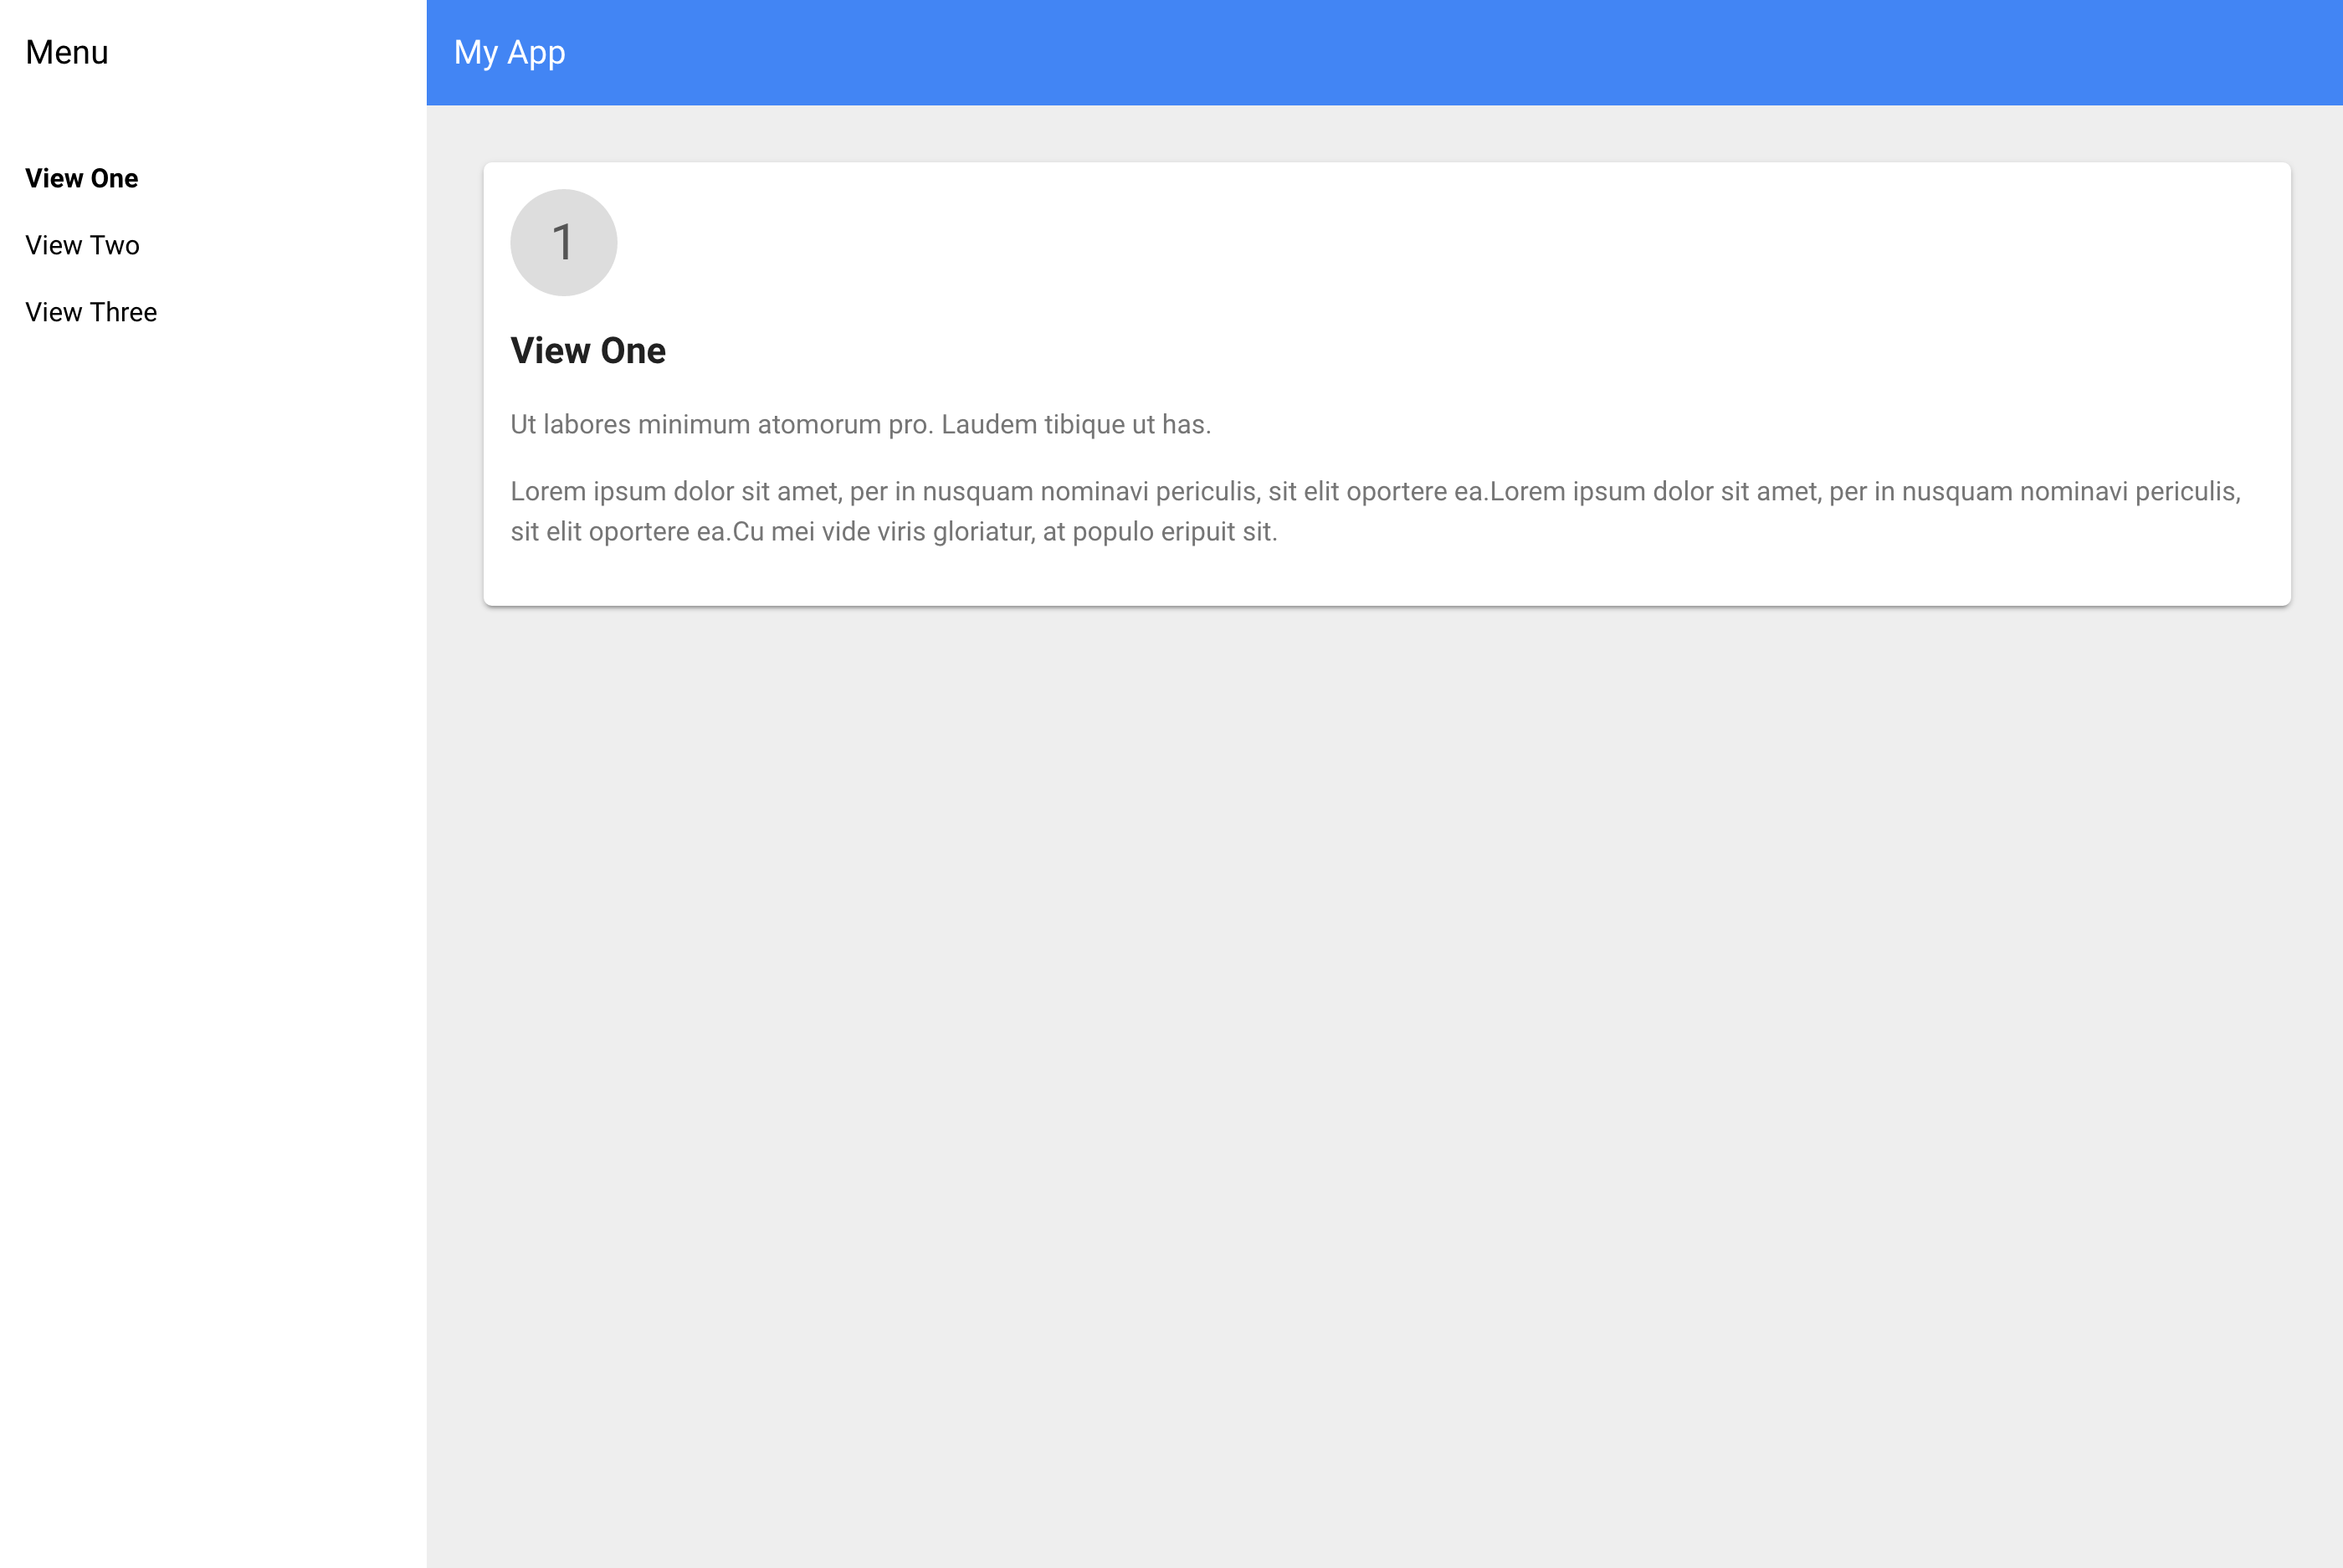 Menu
My App
View One
View Two
View Three
1
View One
Ut labores minimum atomorum pro. Laudem tibique ut has.
Lorem ipsum dolor sit amet, per in nusquam nominavi periculis, sit elit oportere ea.Lorem ipsum dolor sit amet, per in nusquam nominavi periculis,
sit elit oportere ea.Cu mei vide viris gloriatur, at populo eripuit sit.